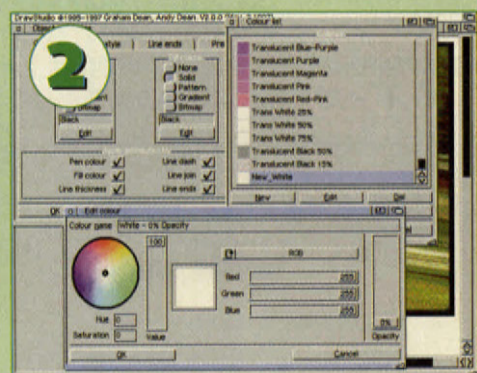 DrawStudio ©1995-1997 Graham Dean, Andy Dean. V2.0.0
Colour list
2
style
Line ends
None
Solid
Pattern
Gradient
Bitmap
Bitmap
Black
Black
Edit
Edit
Pen colour
Line dash
Fill colour
Line join
Line thickness
Line ends
Translucent Blue-Purple
Translucent Purple
Translucent Magenta
Translucent Pink
Translucent Red-Pink
Trans White 25%
Trans White 50%
Trans White 75%
Translucent Black 50%
Translucent Black 15%
New_White
New
Edit
Del
OK
Edit colour
Colour name
White - 0% Opacity
100
RGB
Red
255
Green
255
Blue
255
Hue
0
Saturation
0
Value
0%
Opacity
OK
Cancel